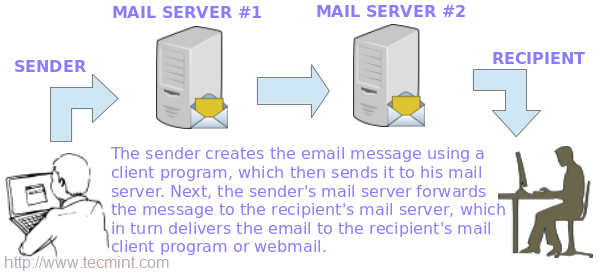 MAIL SERVER #1
MAIL SERVER #2
SENDER
RECIPIENT
The sender creates the email message using a
client program, which then sends it to his mail
server. Next, the sender's mail server forwards
the message to the recipient's mail server, which
in turn delivers the email to the recipient's mail
client program or webmail.
http://www.tecmint.com